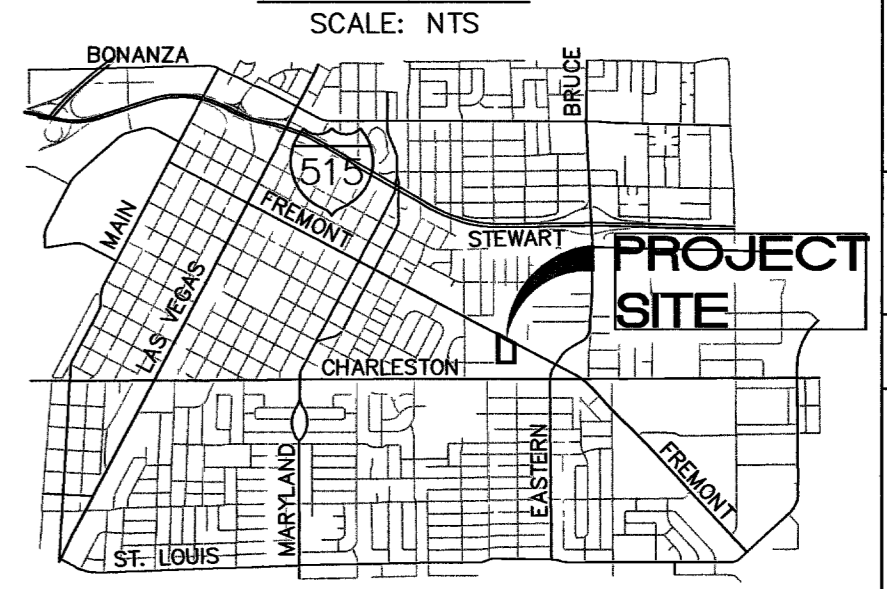 SCALE: NTS
BONANZA
BRUCE
515
FREMONT
MAIN
STEWART
PROJECT
SITE
LAS VEGAS
CHARLESTON
MARYLAND
EASTERN
FREMONT
ST. LOUIS